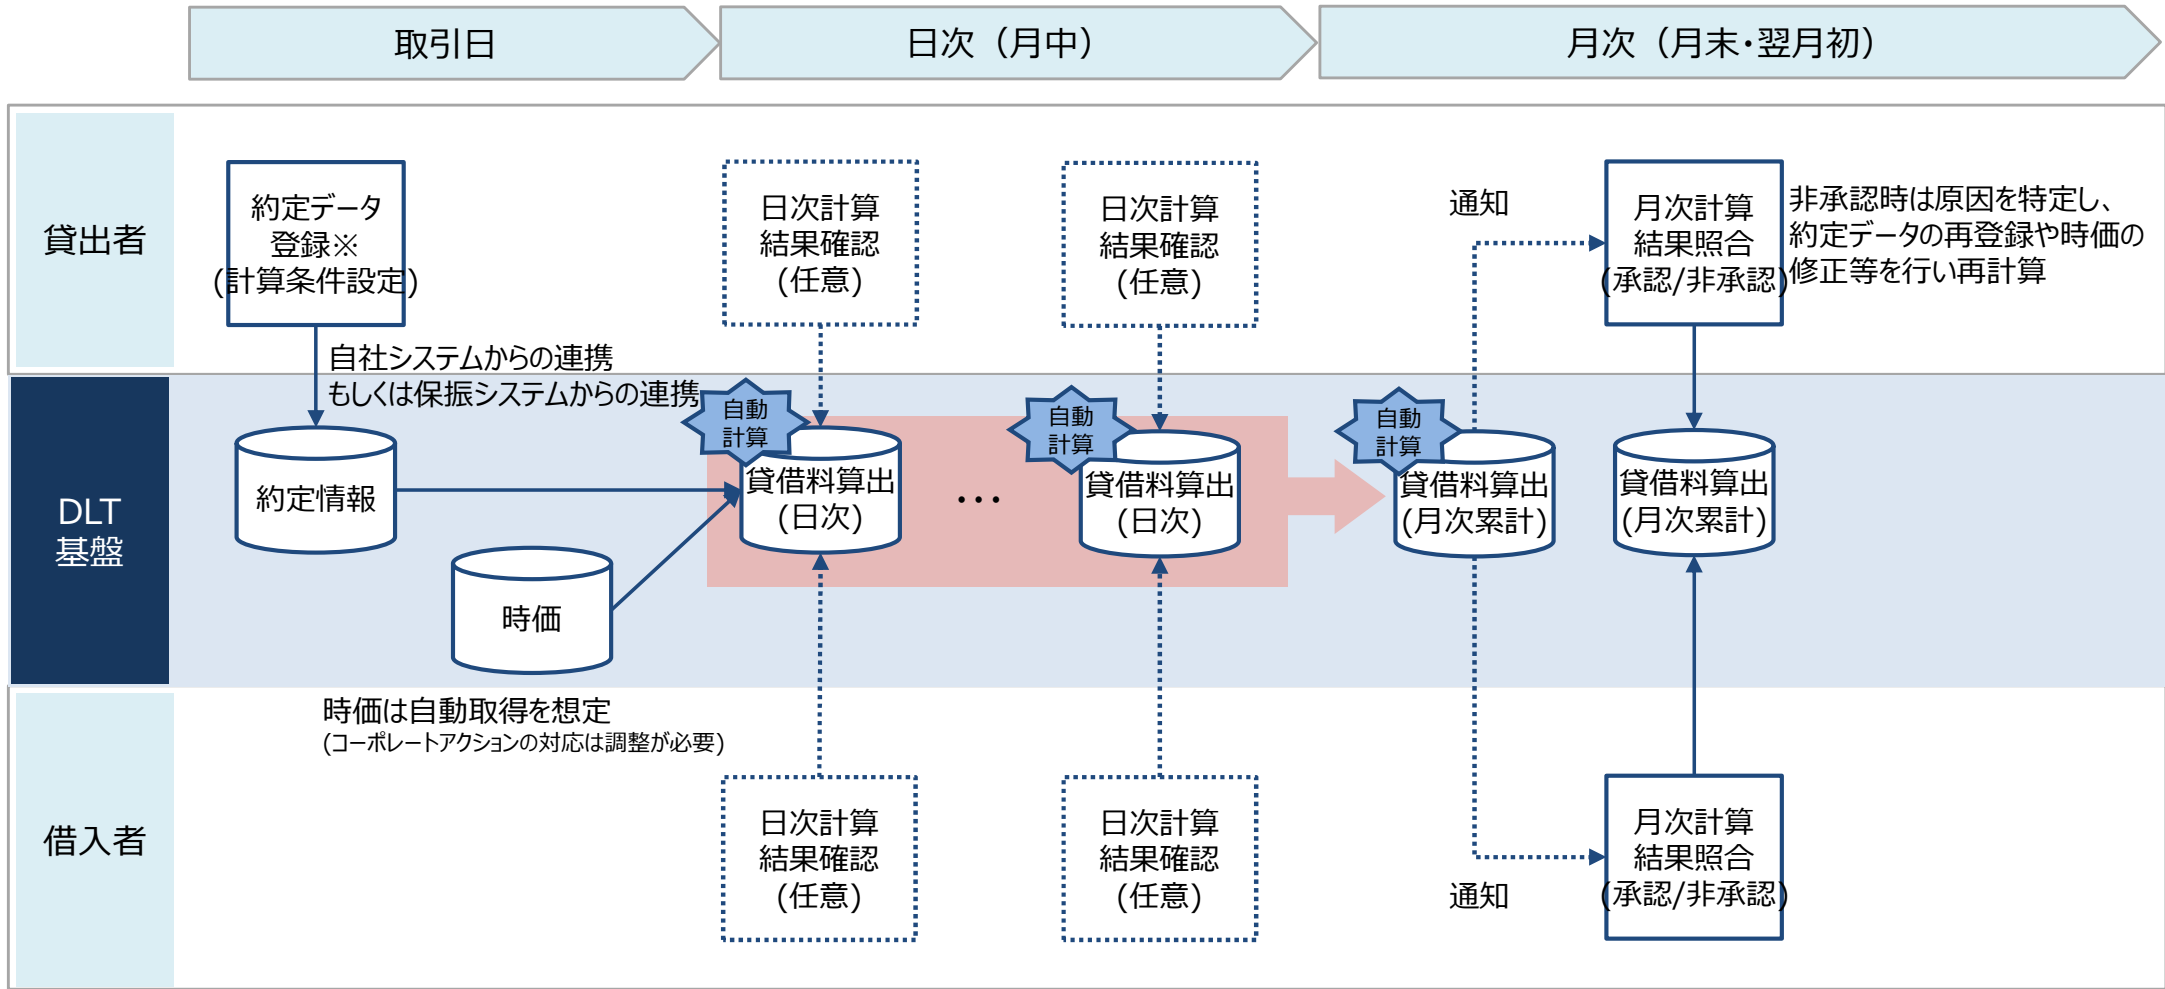 取引日
日次（月中）
月次（月末・翌月初）
貸出者
約定データ
登録※
(計算条件設定)
日次計算
結果確認
(任意)
日次計算
結果確認
(任意)
通知
月次計算
結果照合
(承認/非承認)
非承認時は原因を特定し、
約定データの再登録や時価の
修正等を行い再計算
自社システムからの連携
もしくは保振システムからの連携
DLT
基盤
約定情報
時価
自動
計算
貸借料算出
(日次)
…
自動
計算
貸借料算出
(日次)
自動
計算
貸借料算出
(月次累計)
貸借料算出
(月次累計)
時価は自動取得を想定
(コーポレートアクションの対応は調整が必要)
借入者
日次計算
結果確認
(任意)
日次計算
結果確認
(任意)
通知
月次計算
結果照合
(承認/非承認)